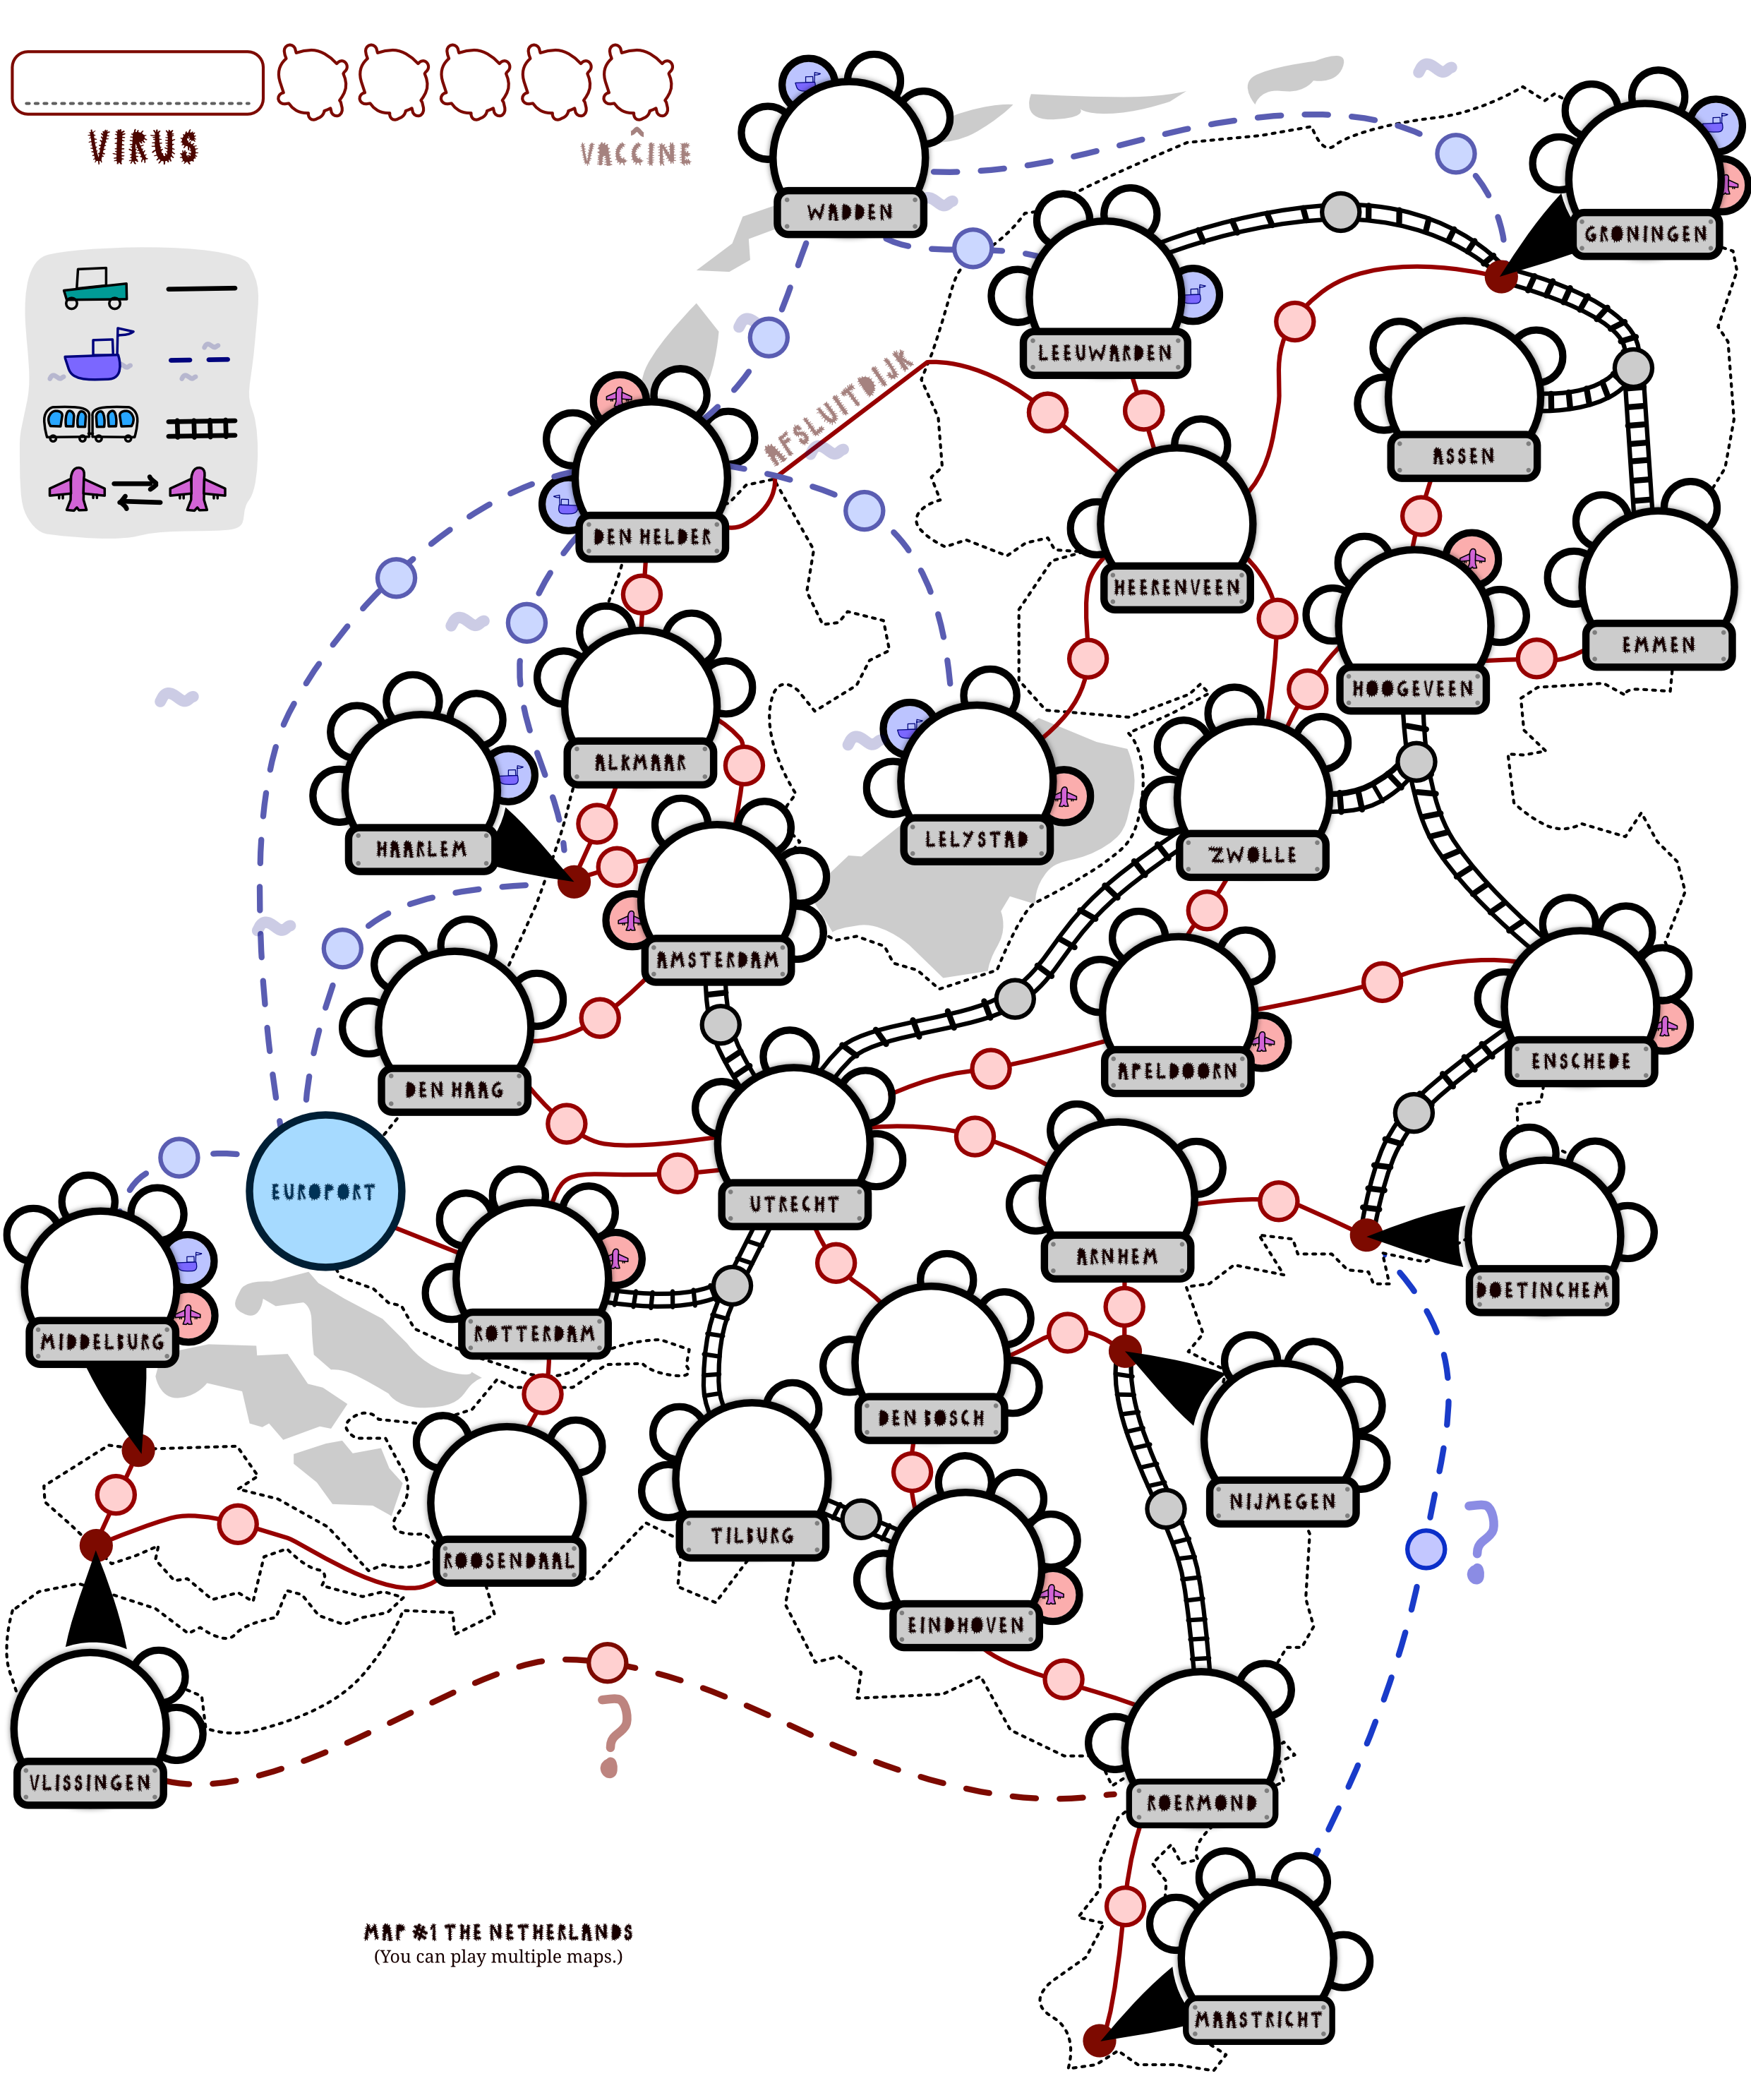 VIRUS
VACCINE
WADDEN
GRONINGEN
LEEUWARDEN
AFSLUITDIJK
ASSEN
DEN HELDER
HEERENVEEN
EMMEN
HOOGEVEEN
ALKMAAR
HAARLEM
LELYSTAD
ZWOLLE
AMSTERDAM
ENSCHEDE
APELDOORN
DEN HAAG
EUROPORT
UTRECHT
ARNHEM
DOETINCHEM
ROTTERDAM
MIDDELBURG
DEN BOSCH
NIJMEGEN
?
TILBURG
ROOSENDAAL
EINDHOVEN
?
VLISSINGEN
ROERMOND
MAP #1 THE NETHERLANDS
(You can play multiple maps.)
MAASTRICHT